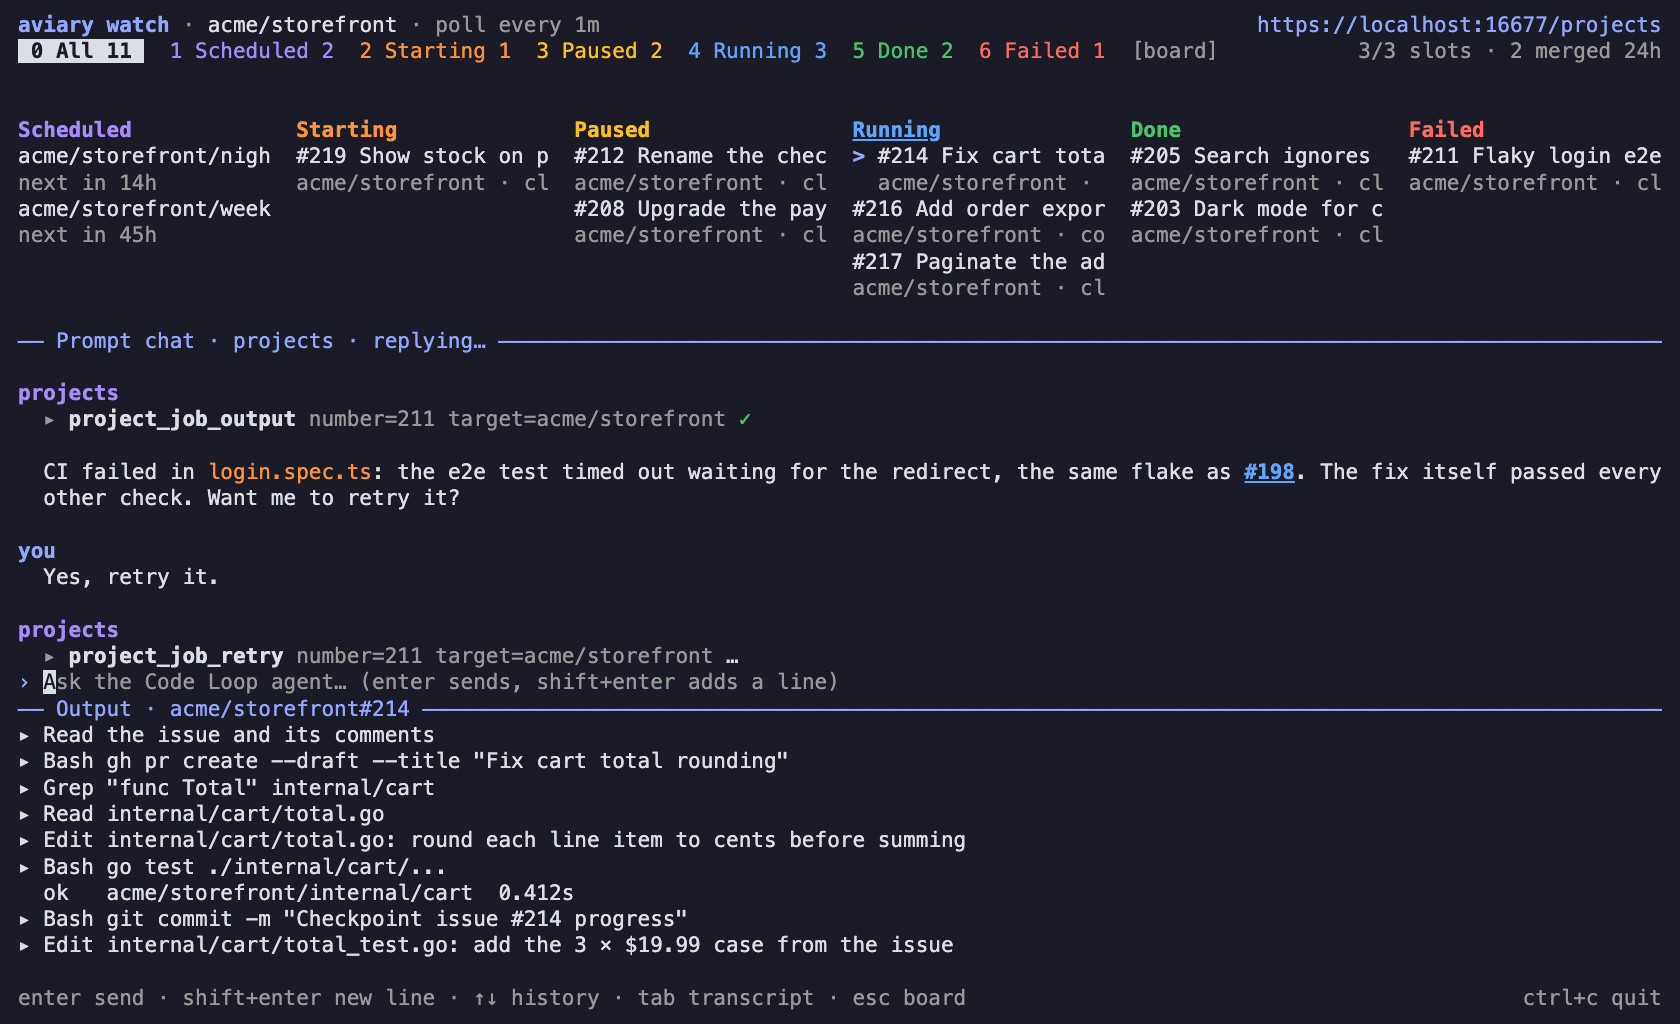 aviary watch · acme/storefront · poll every 1m https://localhost:16677/projects
0 All 11 1 Scheduled 2 2 Starting 1 3 Paused 2 4 Running 3 5 Done 2 6 Failed 1 [board] 3/3 slots · 2 merged 24h
Scheduled Starting Paused Running Done Failed
acme/storefront/nigh #219 Show stock on p #212 Rename the chec > #214 Fix cart tota #205 Search ignores #211 Flaky login e2e
next in 14h acme/storefront · cl acme/storefront · cl acme/storefront · acme/storefront · cl acme/storefront · cl
acme/storefront/week #208 Upgrade the pay #216 Add order expor #203 Dark mode for c
next in 45h acme/storefront · cl acme/storefront · co acme/storefront · cl
#217 Paginate the ad
acme/storefront · cl
── Prompt chat · projects · replying… ──
projects
▸ project_job_output number=211 target=acme/storefront ✓
CI failed in login.spec.ts: the e2e test timed out waiting for the redirect, the same flake as #198. The fix itself passed every
other check. Want me to retry it?
you
Yes, retry it.
projects
▸ project_job_retry number=211 target=acme/storefront …
› Ask the Code Loop agent… (enter sends, shift+enter adds a line)
── Output · acme/storefront#214 ──
▸ Read the issue and its comments
▸ Bash gh pr create --draft --title "Fix cart total rounding"
▸ Grep "func Total" internal/cart
▸ Read internal/cart/total.go
▸ Edit internal/cart/total.go: round each line item to cents before summing
▸ Bash go test ./internal/cart/...
ok acme/storefront/internal/cart 0.412s
▸ Bash git commit -m "Checkpoint issue #214 progress"
▸ Edit internal/cart/total_test.go: add the 3 × $19.99 case from the issue
enter send · shift+enter new line · ↑↓ history · tab transcript · esc board ctrl+c quit